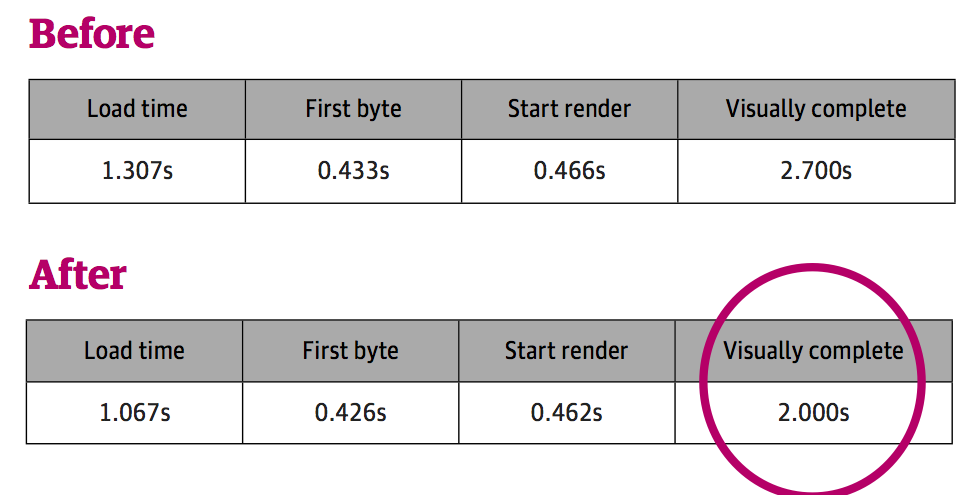 Before
Load time First byte Start render Visually complete
1.307s 0.433s 0.466s 2.700s
After
Load time First byte Start render Visually complete
1.067s 0.426s 0.462s 2.000s